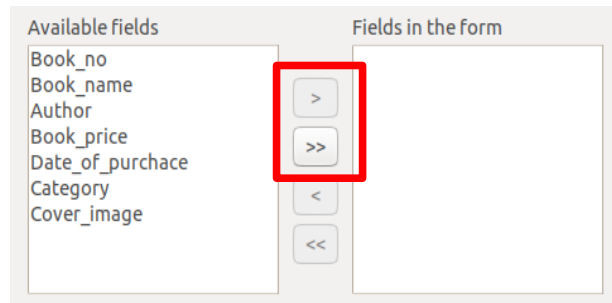 Available fields
Fields in the form
Book_no
Book_name
Author
Book_price
Date_of_purchace
Category
Cover_image
>
>>
<
<<